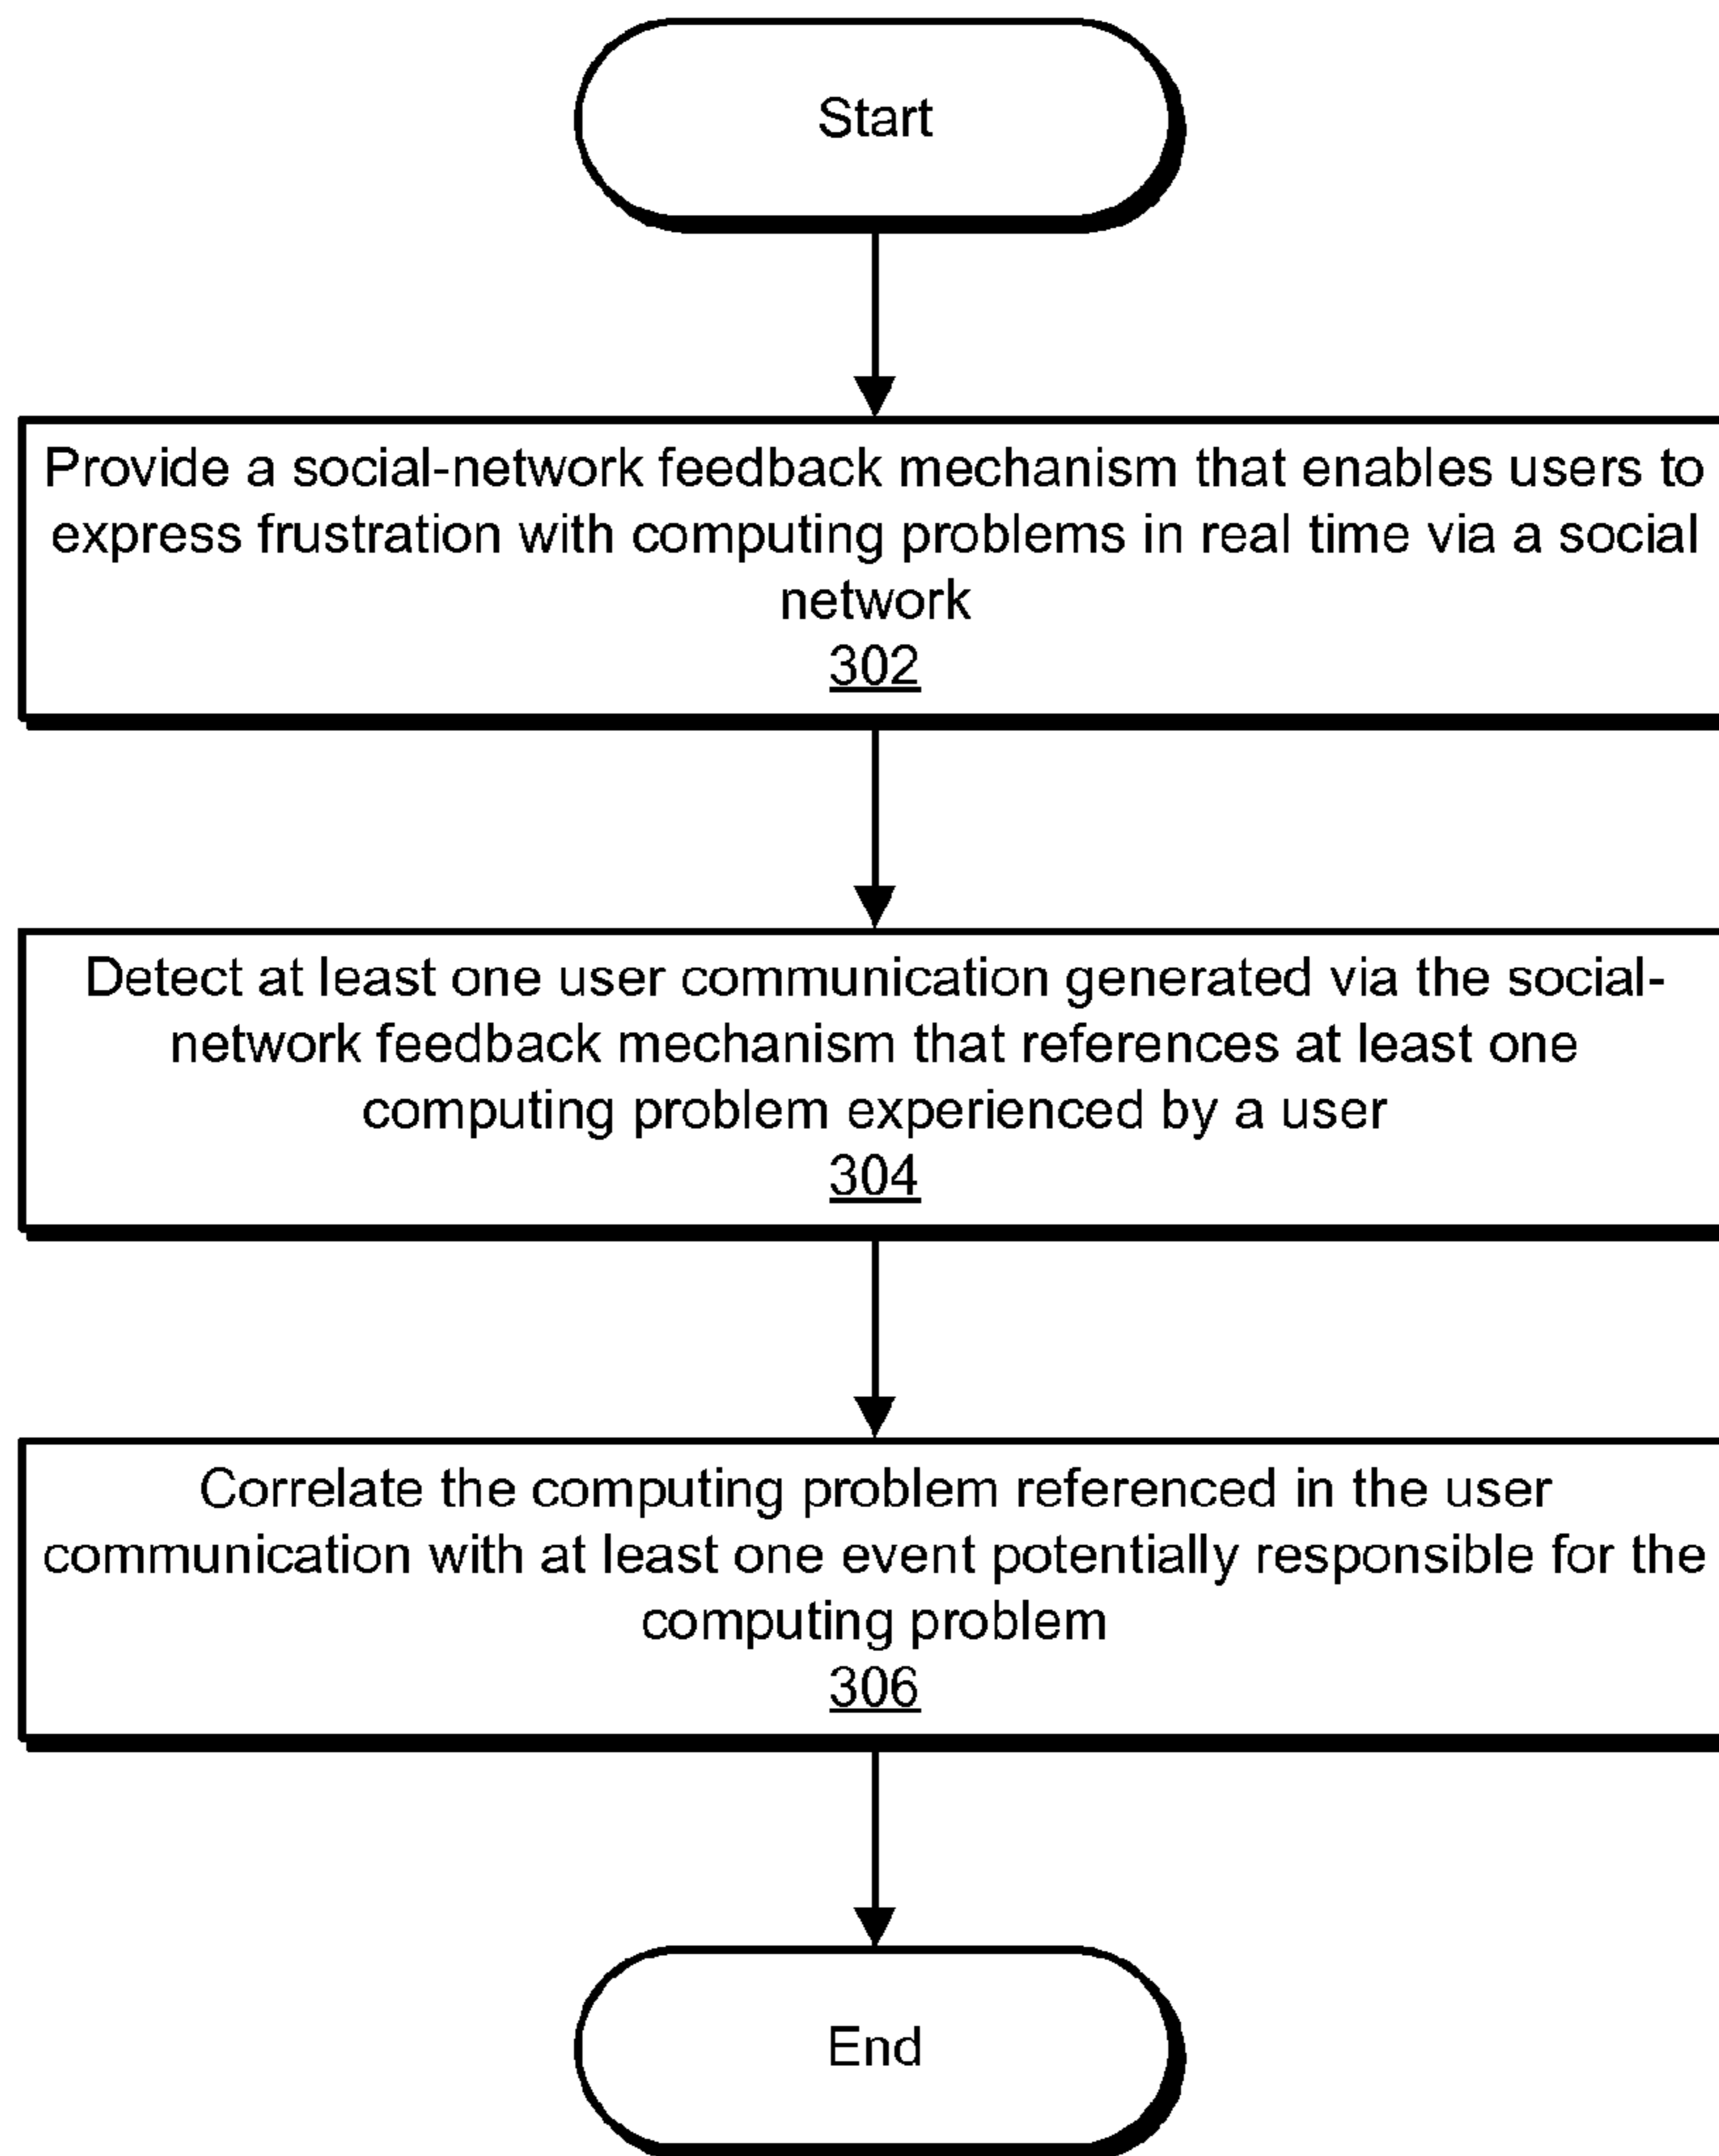 Start
Provide a social-network feedback mechanism that enables users to
express frustration with computing problems in real time via a social
network
302
Detect at least one user communication generated via the social-
network feedback mechanism that references at least one
computing problem experienced by a user
304
Correlate the computing problem referenced in the user
communication with at least one event potentially responsible for the
computing problem
306
End